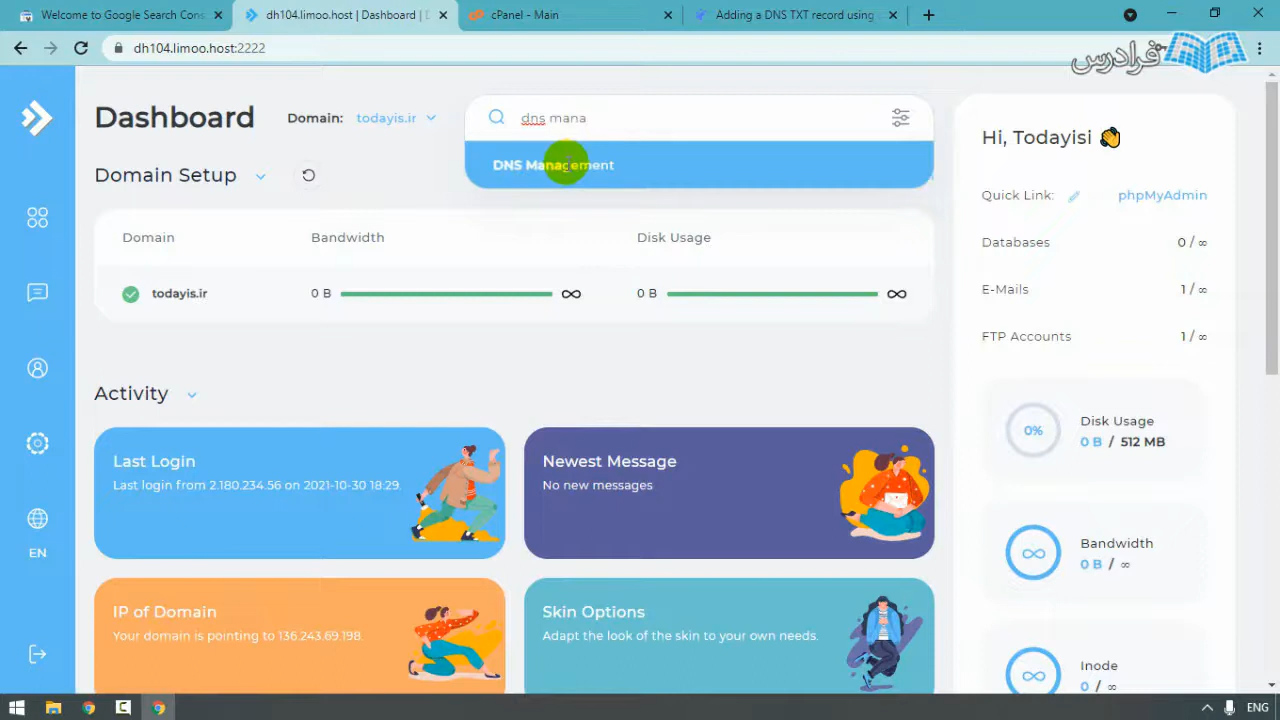 Welcome to Google Search Cons
dh104.limoo.host | Dashboard | D
cPanel - Main
Adding a DNS TXT record using
dh104.limoo.host:2222
فرادرس
Dashboard
Domain: todayis.ir
dns mana
DNS Management
Domain Setup
Domain Bandwidth Disk Usage
todayis.ir 0 B ∞ 0 B ∞
Activity
Last Login
Last login from 2.180.234.56 on 2021-10-30 18:29.
Newest Message
No new messages
IP of Domain
Your domain is pointing to 136.243.69.198.
Skin Options
Adapt the look of the skin to your own needs.
EN
Hi, Todayisi 👋
Quick Link: phpMyAdmin
Databases 0 / ∞
E-Mails 1 / ∞
FTP Accounts 1 / ∞
0%
Disk Usage
0 B / 512 MB
∞
Bandwidth
0 B / ∞
∞
Inode
0 / ∞
ENG